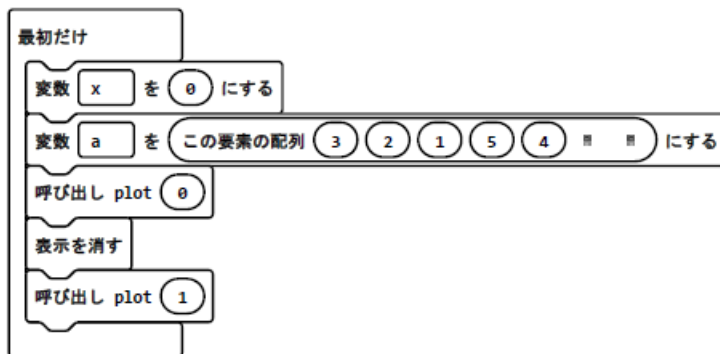 最初だけ
変数 x を 0 にする
変数 a を この要素の配列 3 2 1 5 4 にする
呼び出し plot 0
表示を消す
呼び出し plot 1